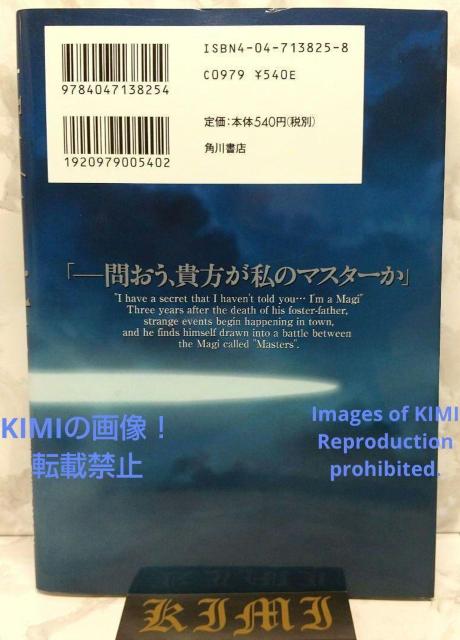 ISBN4-04-713825-8
C0979 ¥540E
9784047138254
定価：本体540円(税別)
1920979005402
角川書店
「―問おう、貴方が私のマスターか」
"I have a secret that I haven't told you… I'm a Magi"
Three years after the death of his foster-father,
strange events begin happening in town,
and he finds himself drawn into a battle between
the Magi called "Masters".
KIMIの画像！
転載禁止
Images of KIMI
Reproduction
prohibited.
KIMI